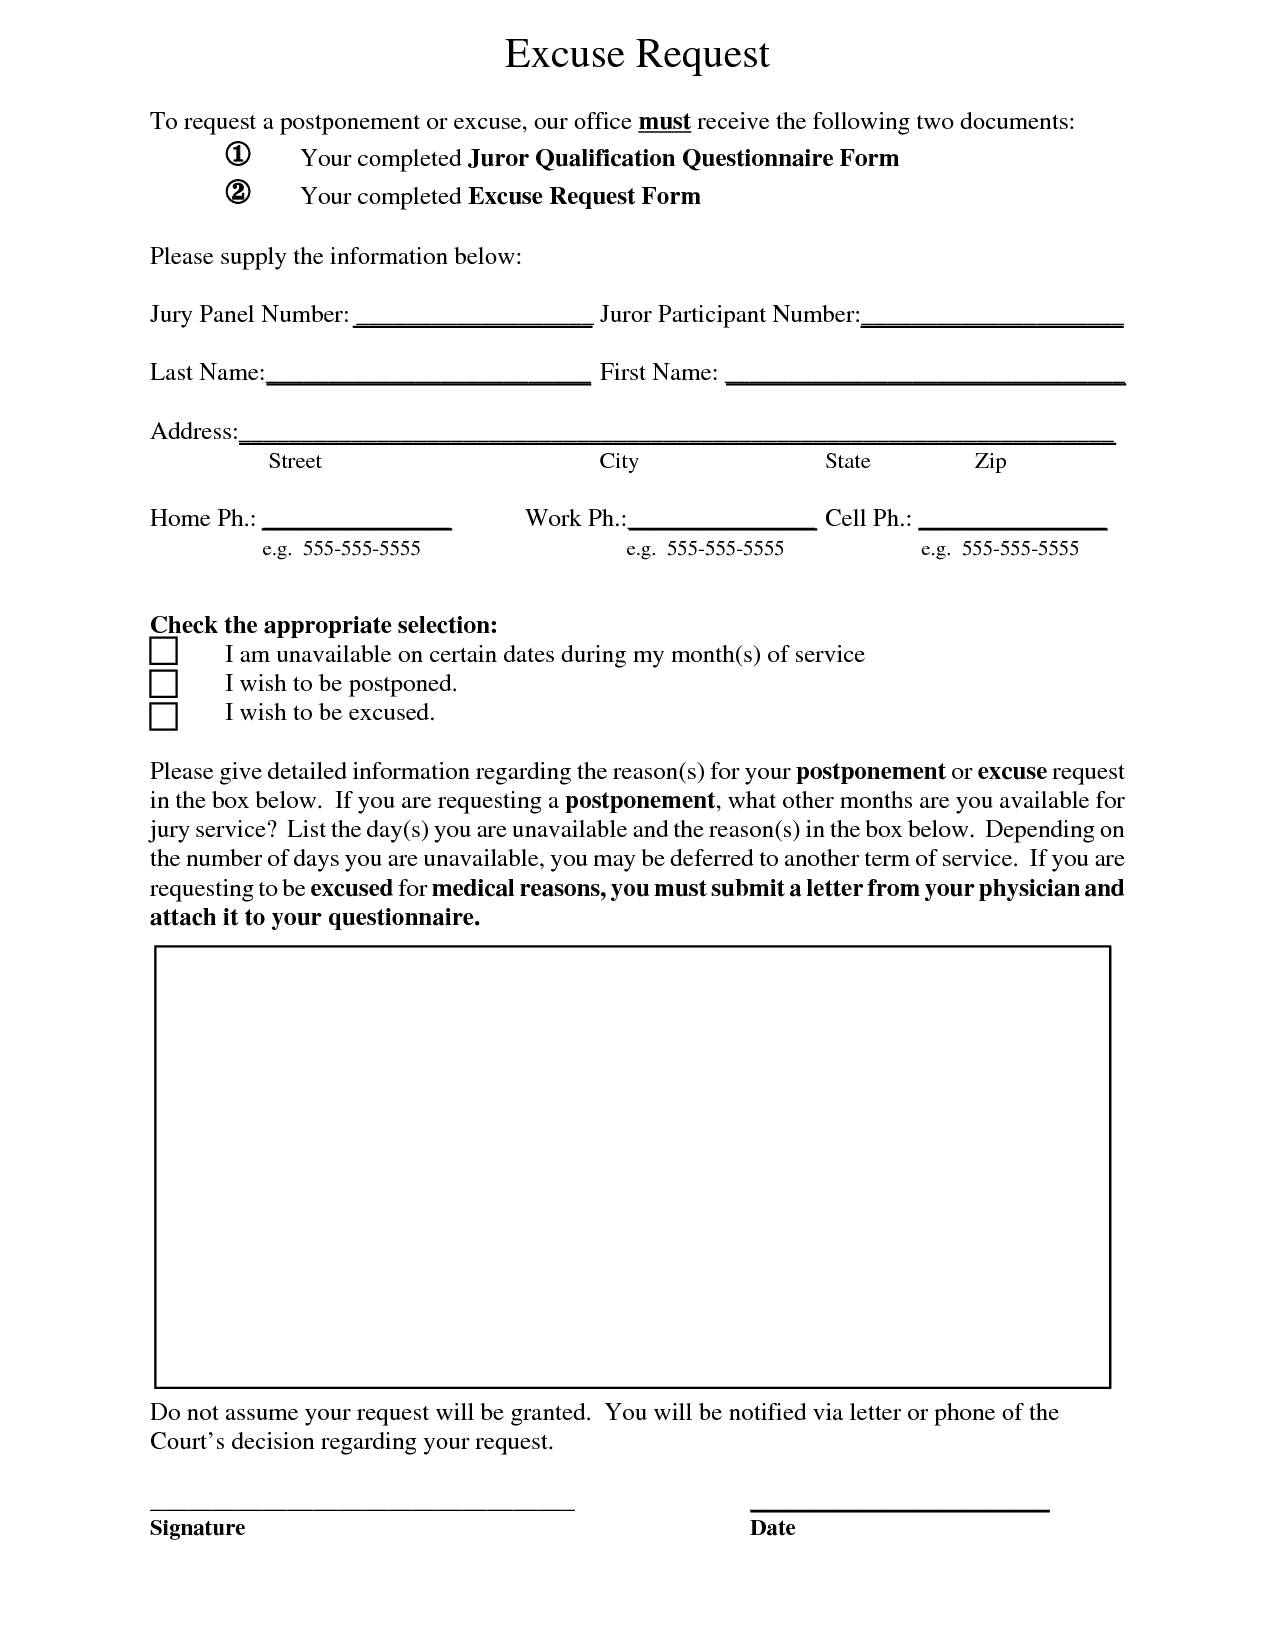 Excuse Request
To request a postponement or excuse, our office must receive the following two documents:
① Your completed Juror Qualification Questionnaire Form
② Your completed Excuse Request Form
Please supply the information below:
Jury Panel Number: ___________________ Juror Participant Number:_____________________
Last Name:__________________________ First Name: ________________________________
Address:______________________________________________________________________
Street City State Zip
Home Ph.: _______________ Work Ph.:_______________ Cell Ph.: _______________
e.g. 555-555-5555 e.g. 555-555-5555 e.g. 555-555-5555
Check the appropriate selection:
I am unavailable on certain dates during my month(s) of service
I wish to be postponed.
I wish to be excused.
Please give detailed information regarding the reason(s) for your postponement or excuse request
in the box below. If you are requesting a postponement, what other months are you available for
jury service? List the day(s) you are unavailable and the reason(s) in the box below. Depending on
the number of days you are unavailable, you may be deferred to another term of service. If you are
requesting to be excused for medical reasons, you must submit a letter from your physician and
attach it to your questionnaire.
Do not assume your request will be granted. You will be notified via letter or phone of the
Court's decision regarding your request.
__________________________________ ________________________
Signature Date